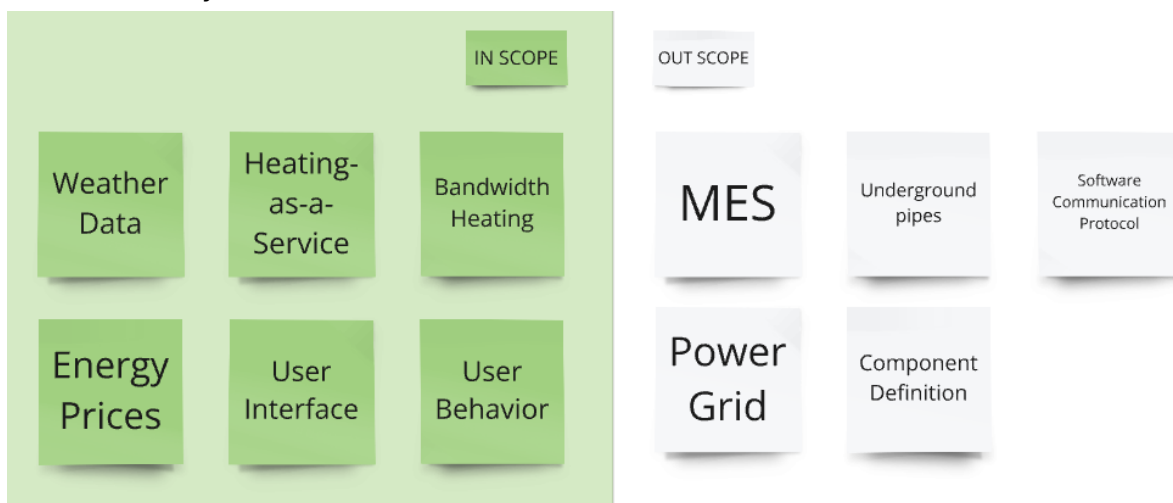 IN SCOPE
OUT SCOPE
Weather
Data
Heating-
as-a-
Service
Bandwidth
Heating
MES
Underground
pipes
Software
Communication
Protocol
Energy
Prices
User
Interface
User
Behavior
Power
Grid
Component
Definition